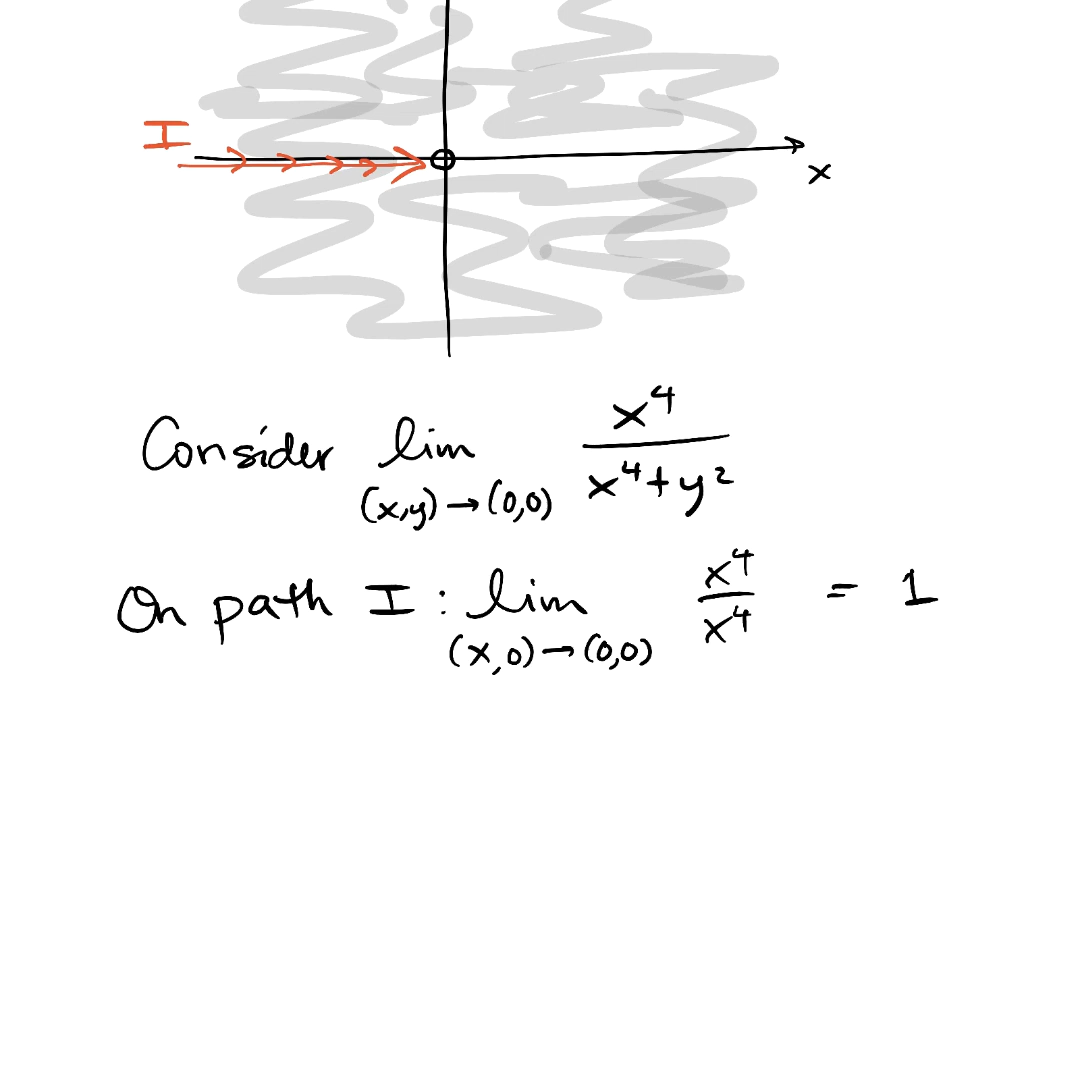 I
x
Consider lim (x,y)→(0,0) x⁴/(x⁴+y²)
On path I: lim (x,0)→(0,0) x⁴/x⁴ = 1